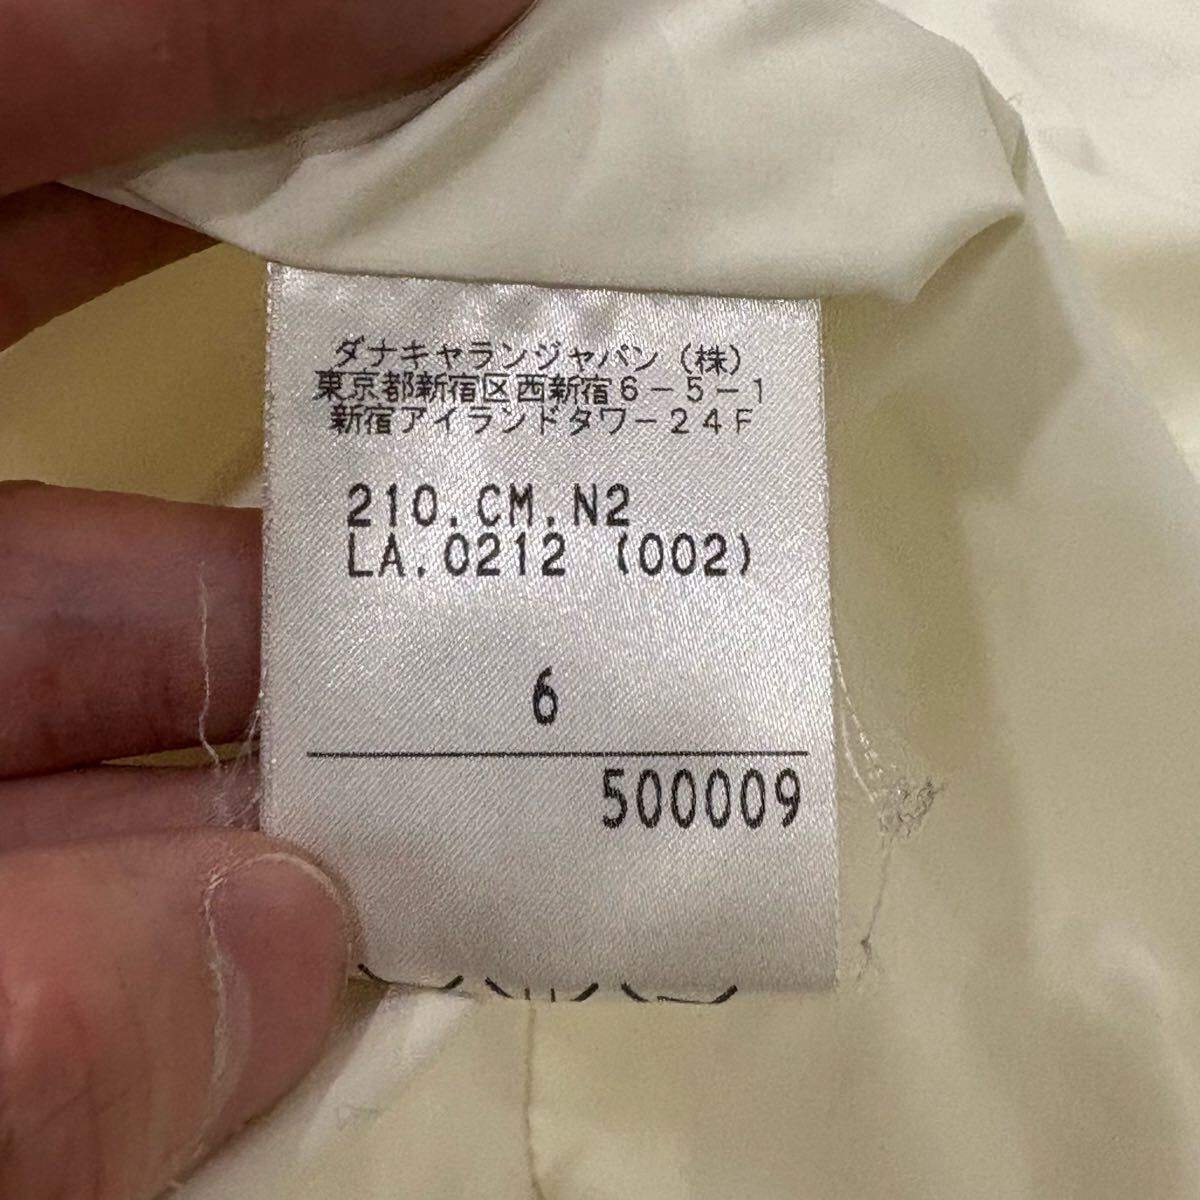 ダナキャランジャパン（株）
東京都新宿区西新宿6-5-1
新宿アイランドタワー24F
210.CM.N2
LA.0212 (002)
6
500009